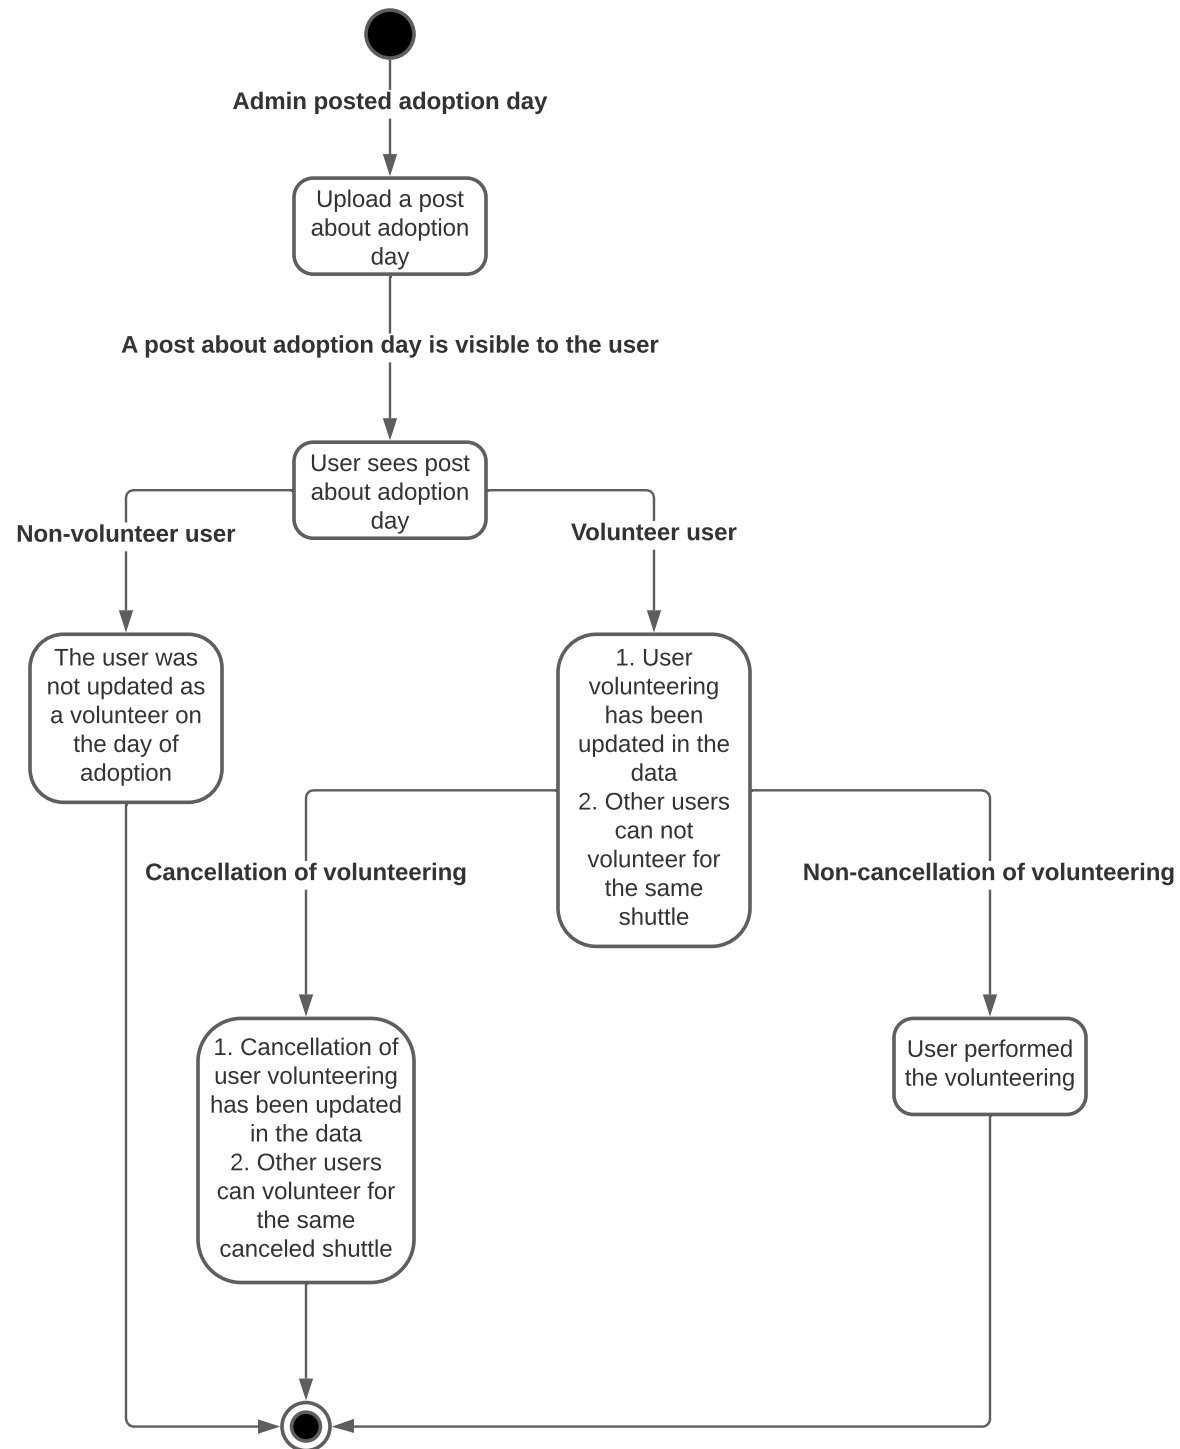 Admin posted adoption day
Upload a post
about adoption
day
A post about adoption day is visible to the user
User sees post
about adoption
day
Non-volunteer user
Volunteer user
The user was
not updated as
a volunteer on
the day of
adoption
1. User
volunteering
has been
updated in the
data
2. Other users
can not
volunteer for
the same
shuttle
Cancellation of volunteering
Non-cancellation of volunteering
1. Cancellation of
user volunteering
has been updated
in the data
2. Other users
can volunteer for
the same
canceled shuttle
User performed
the volunteering